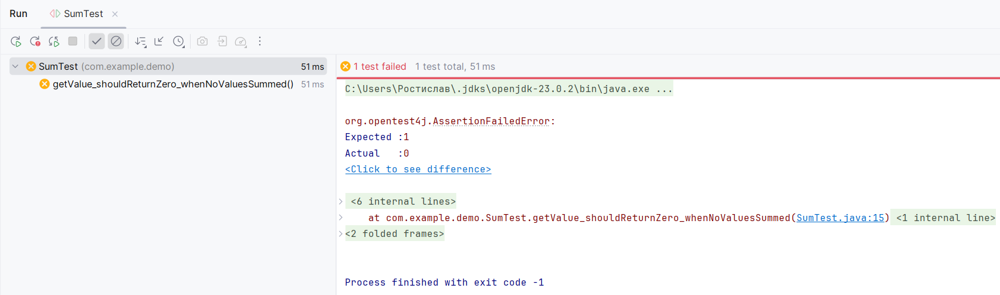 Run SumTest
SumTest (com.example.demo) 51 ms
getValue_shouldReturnZero_whenNoValuesSummed() 51 ms
1 test failed 1 test total, 51 ms
C:\Users\Ростислав\.jdks\openjdk-23.0.2\bin\java.exe ...
org.opentest4j.AssertionFailedError:
Expected :1
Actual   :0
<Click to see difference>
<6 internal lines>
at com.example.demo.SumTest.getValue_shouldReturnZero_whenNoValuesSummed(SumTest.java:15) <1 internal line>
<2 folded frames>
Process finished with exit code -1